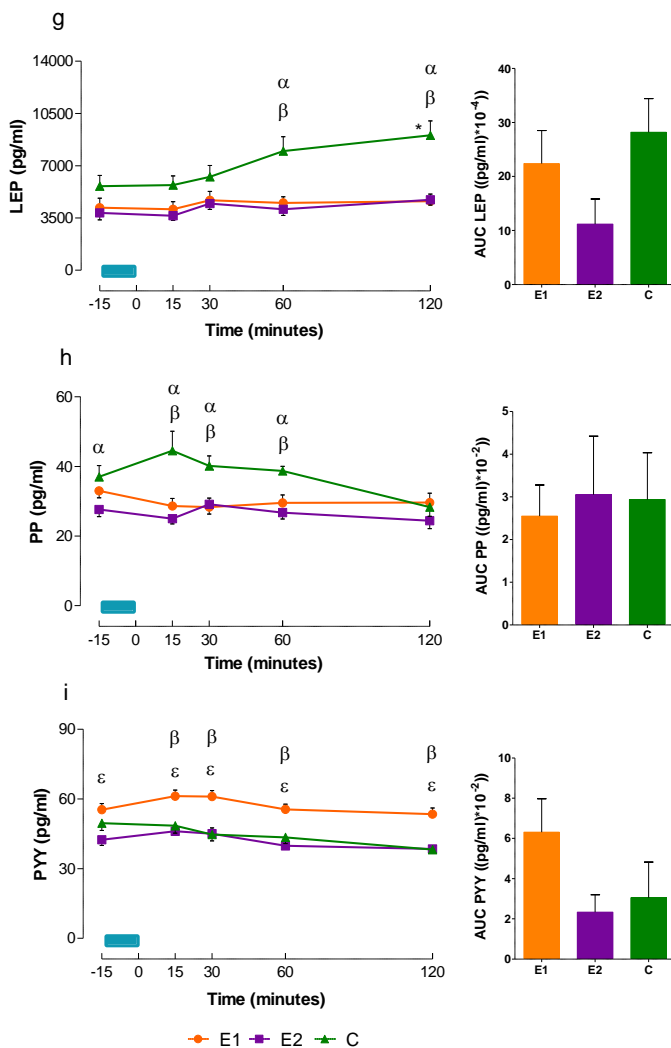 g
14000
10500
7000
3500
0
LEP (pg/ml)
α α
β β
*
-15 0 15 30 60 120
Time (minutes)
AUC LEP ((pg/ml)*10⁻⁴)
40
30
20
10
0
E1 E2 C
h
60
40
20
0
PP (pg/ml)
α α α α
β β β
-15 0 15 30 60 120
Time (minutes)
AUC PP ((pg/ml)*10⁻²)
5
4
3
2
1
0
E1 E2 C
i
90
60
30
0
PYY (pg/ml)
β β β β
ε ε ε ε ε
-15 0 15 30 60 120
Time (minutes)
AUC PYY ((pg/ml)*10⁻²)
10
8
6
4
2
0
E1 E2 C
E1 E2 C